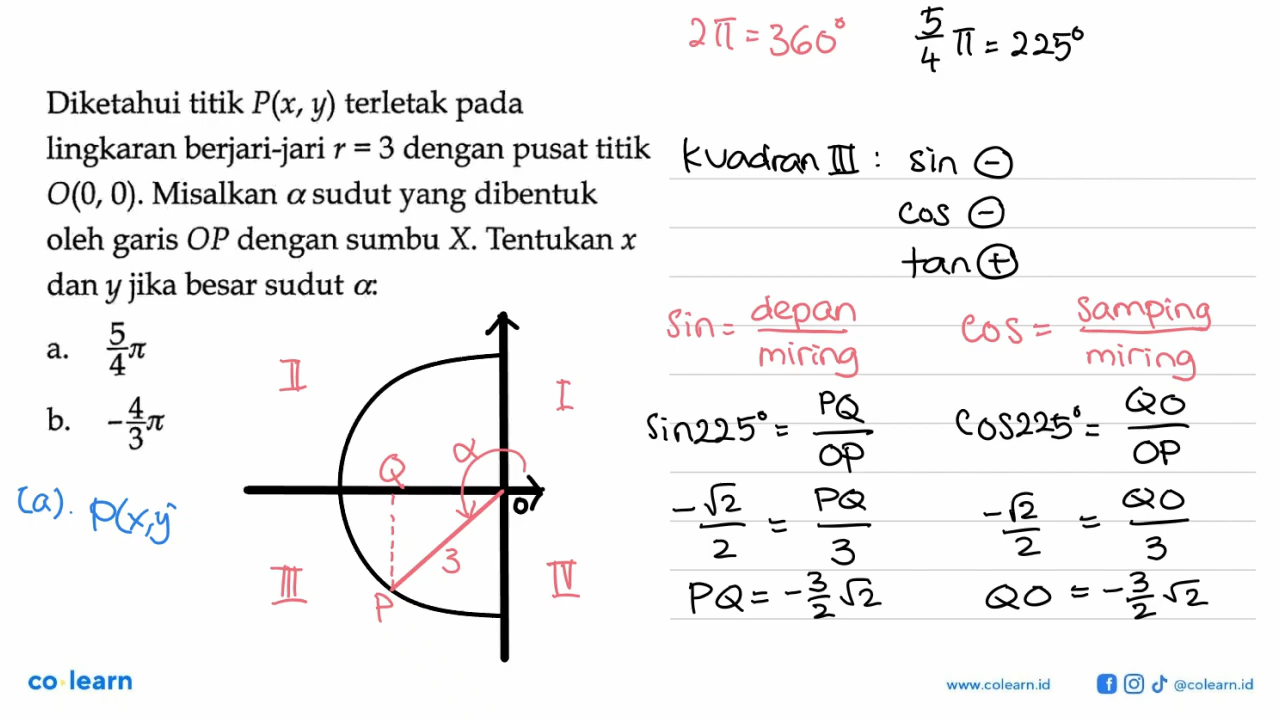 2π = 360°
5/4 π = 225°
Diketahui titik P(x, y) terletak pada
lingkaran berjari-jari r = 3 dengan pusat titik
O(0, 0). Misalkan α sudut yang dibentuk
oleh garis OP dengan sumbu X. Tentukan x
dan y jika besar sudut α:
a. 5/4 π
b. -4/3 π
(a). P(x,y)
II
I
α
Q
O
3
III
P
IV
Kuadran III : sin ⊖
cos ⊖
tan ⊕
sin = depan/miring cos = samping/miring
sin225° = PQ/OP cos225° = QO/OP
-√2/2 = PQ/3 -√2/2 = QO/3
PQ = -3/2 √2 QO = -3/2 √2
co·learn
www.colearn.id
@colearn.id